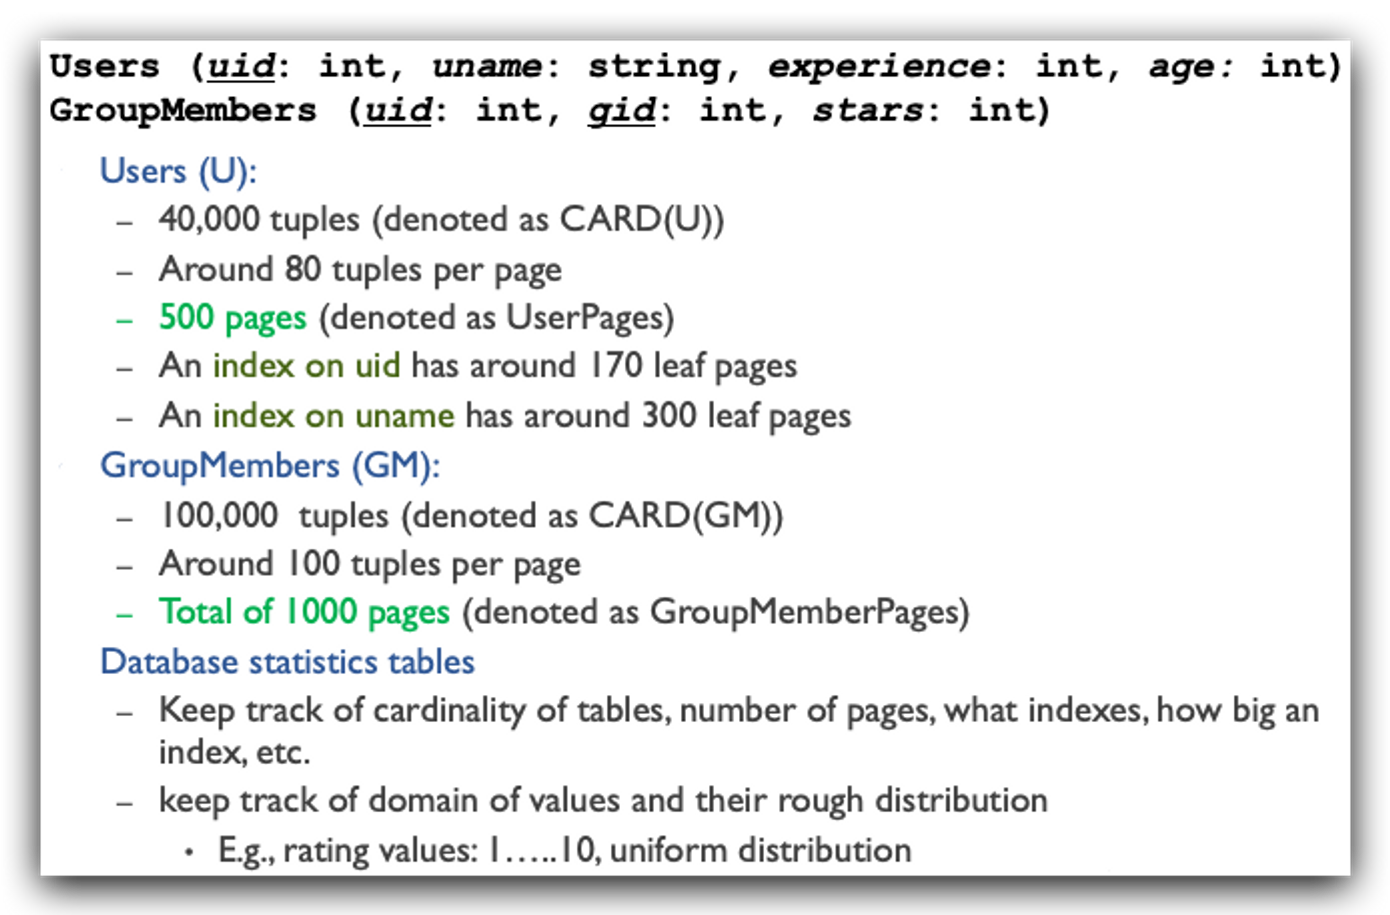 Users (uid: int, uname: string, experience: int, age: int)
GroupMembers (uid: int, gid: int, stars: int)
Users (U):
– 40,000 tuples (denoted as CARD(U))
– Around 80 tuples per page
– 500 pages (denoted as UserPages)
– An index on uid has around 170 leaf pages
– An index on uname has around 300 leaf pages
GroupMembers (GM):
– 100,000 tuples (denoted as CARD(GM))
– Around 100 tuples per page
– Total of 1000 pages (denoted as GroupMemberPages)
Database statistics tables
– Keep track of cardinality of tables, number of pages, what indexes, how big an
index, etc.
– keep track of domain of values and their rough distribution
• E.g., rating values: 1…..10, uniform distribution